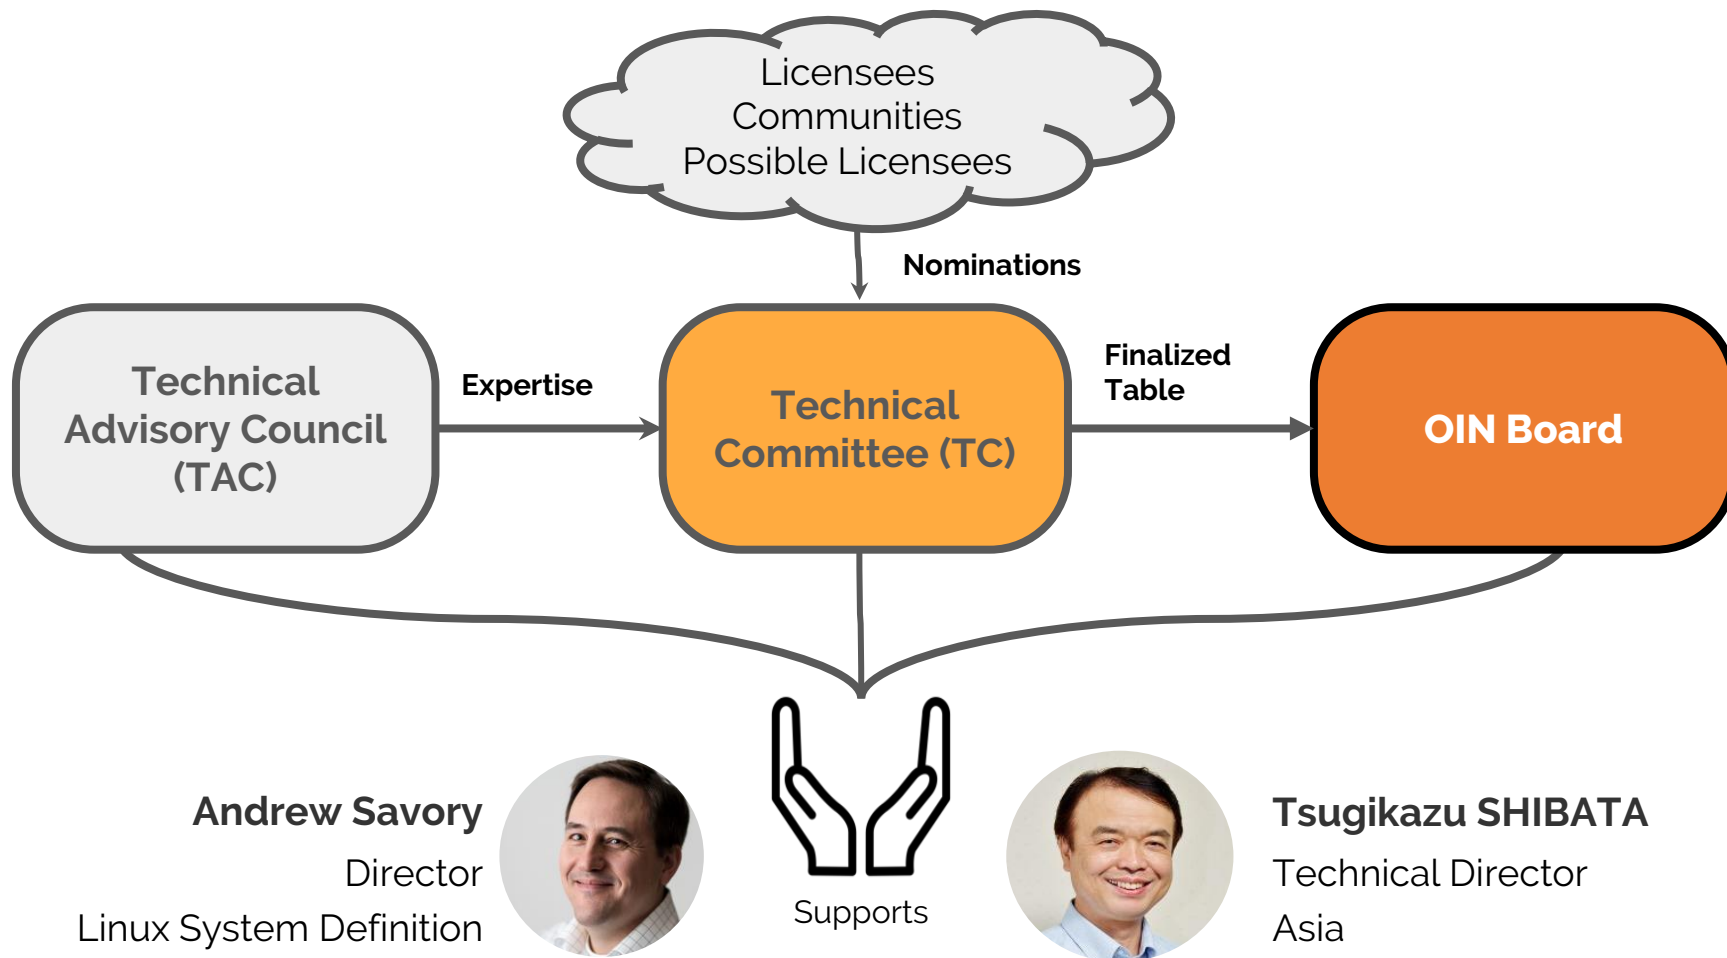 Licensees
Communities
Possible Licensees
Nominations
Technical
Advisory Council
(TAC)
Expertise
Technical
Committee (TC)
Finalized
Table
OIN Board
Andrew Savory
Director
Linux System Definition
Supports
Tsugikazu SHIBATA
Technical Director
Asia